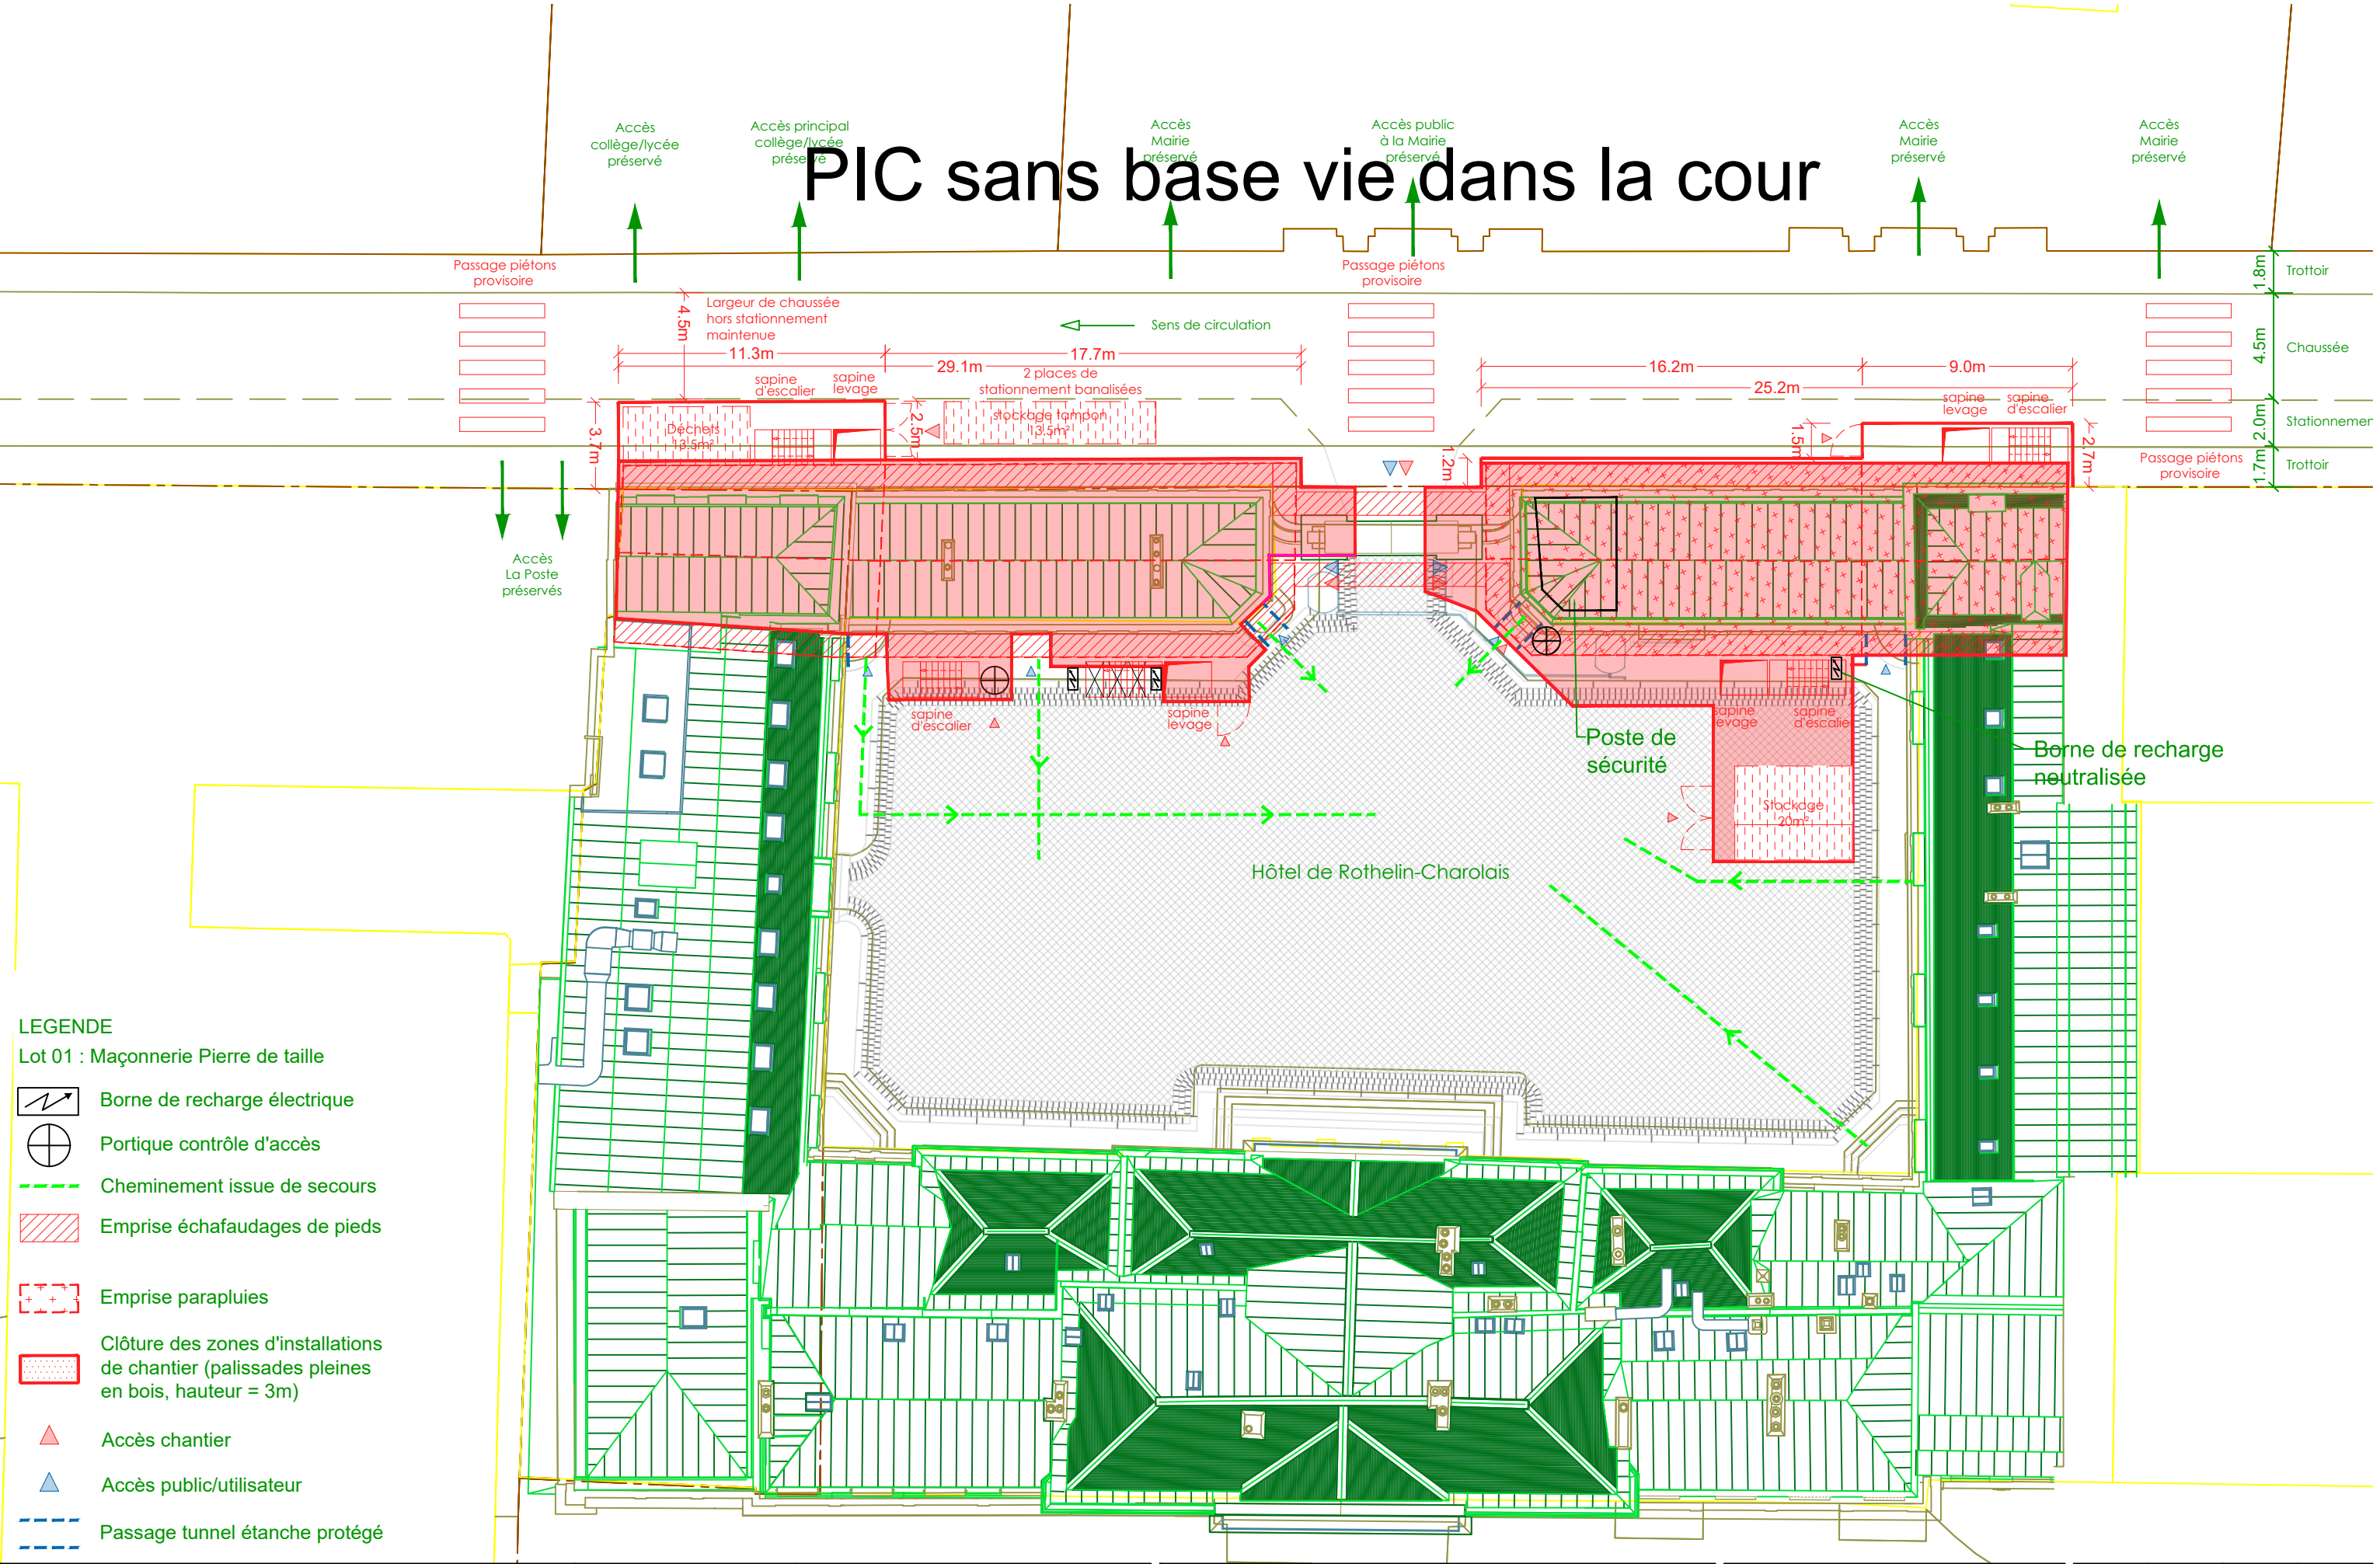 PIC sans base vie dans la cour
Accès
collège/lycée
préservé
Accès principal
collège/lycée
préservé
Accès
Mairie
préservé
Accès public
à la Mairie
préservé
Accès
Mairie
préservé
Accès
Mairie
préservé
Passage piétons
provisoire
Passage piétons
provisoire
1.8m
Trottoir
4.5m
Largeur de chaussée
hors stationnement
maintenue
Sens de circulation
4.5m
Chaussée
11.3m
17.7m
29.1m
16.2m
9.0m
25.2m
sapine
d'escalier
sapine
levage
2 places de
stationnement banalisées
stockage tampon
13.5m²
sapine
levage
sapine
d'escalier
2.0m
Stationnemen
Déchets
13.5m²
3.7m
2.5m
1.2m
1.5m
2.7m
1.7m
Trottoir
Passage piétons
provisoire
Accès
La Poste
préservés
sapine
d'escalier
sapine
levage
sapine
levage
sapine
d'escalie
Poste de
sécurité
Borne de recharge
neutralisée
Stockage
20m²
Hôtel de Rothelin-Charolais
LEGENDE
Lot 01 : Maçonnerie Pierre de taille
Borne de recharge électrique
Portique contrôle d'accès
Cheminement issue de secours
Emprise échafaudages de pieds
Emprise parapluies
Clôture des zones d'installations
de chantier (palissades pleines
en bois, hauteur = 3m)
Accès chantier
Accès public/utilisateur
Passage tunnel étanche protégé